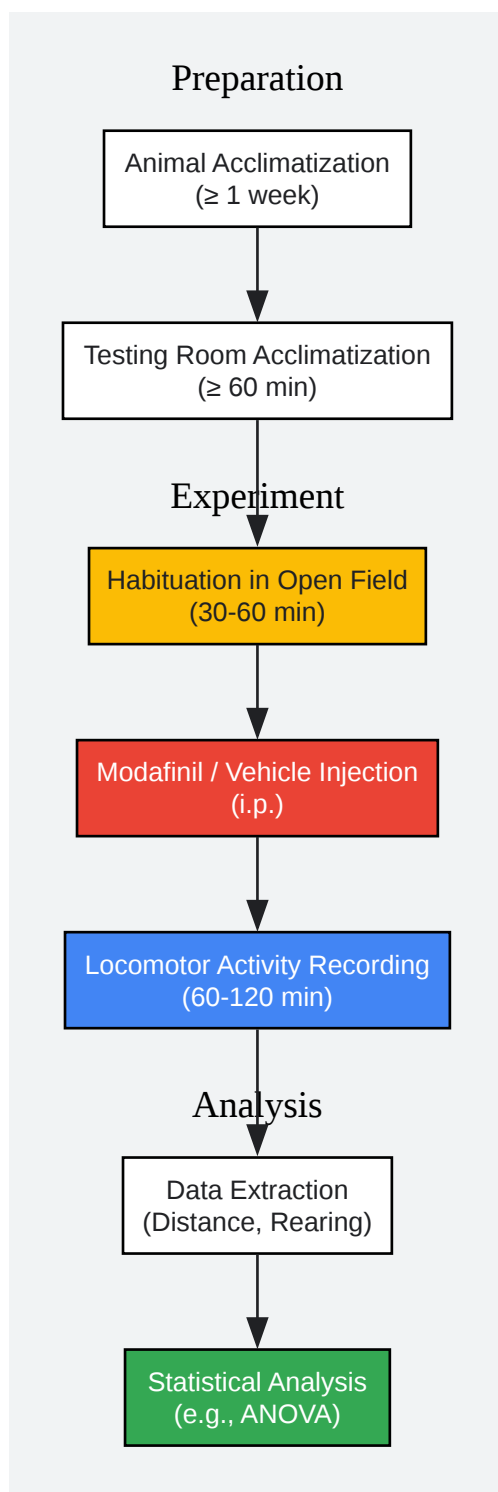 Preparation
Animal Acclimatization
(≥ 1 week)
Testing Room Acclimatization
(≥ 60 min)
Experiment
Habituation in Open Field
(30-60 min)
Modafinil / Vehicle Injection
(i.p.)
Locomotor Activity Recording
(60-120 min)
Analysis
Data Extraction
(Distance, Rearing)
Statistical Analysis
(e.g., ANOVA)